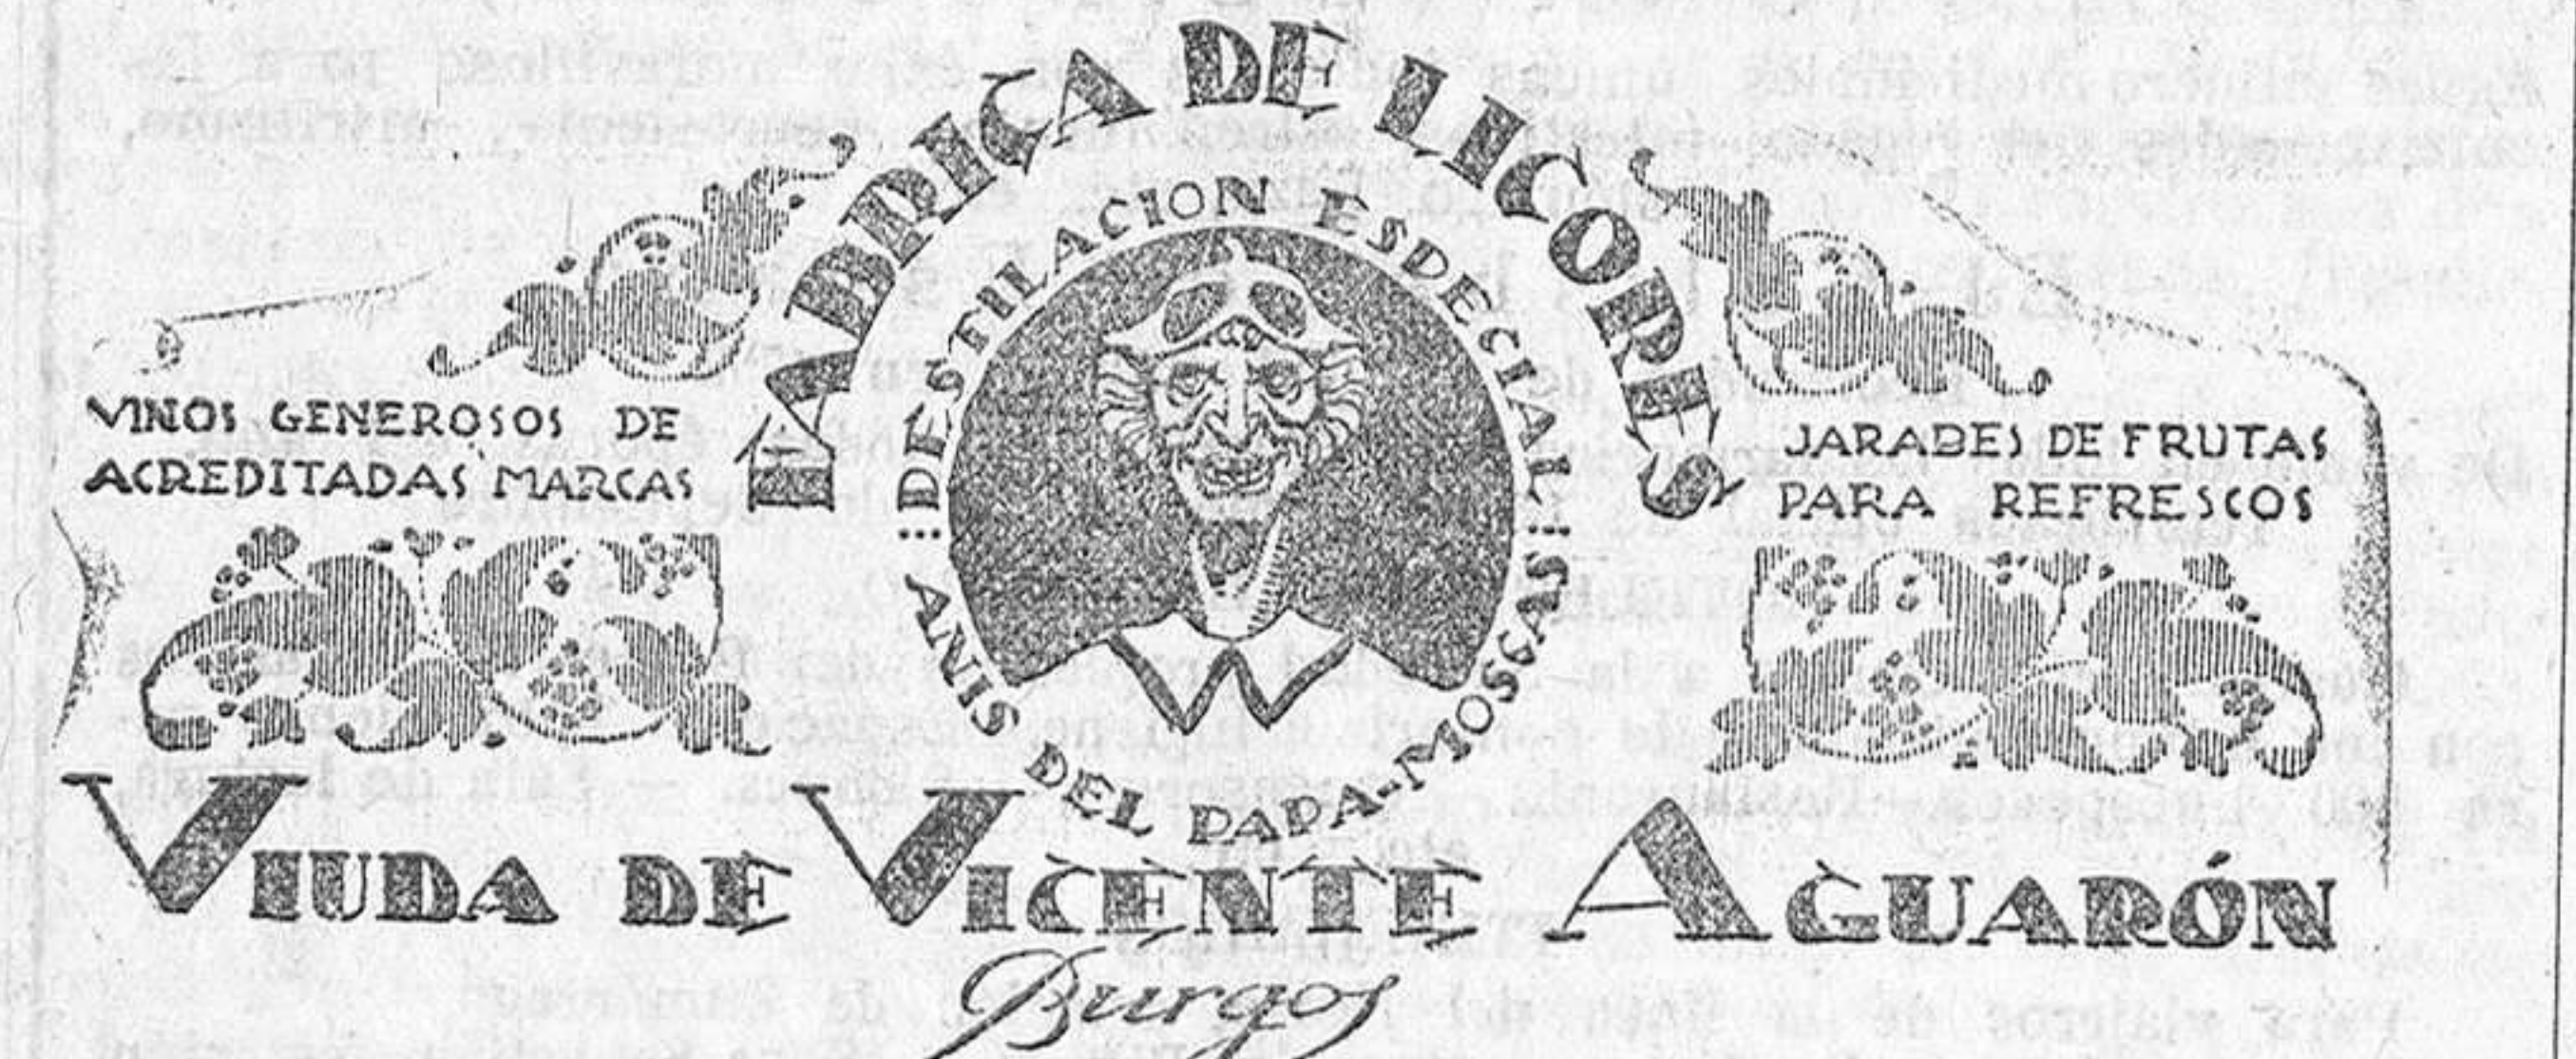 FABRICA DE LICORES
DESTILACION ESPECIAL
VINOS GENEROSOS DE
ACREDITADAS MARCAS
JARABES DE FRUTAS
PARA REFRESCOS
ANIS DEL PAPA-MOSCAS
VIUDA DE VICENTE AGUARÓN
Burgos